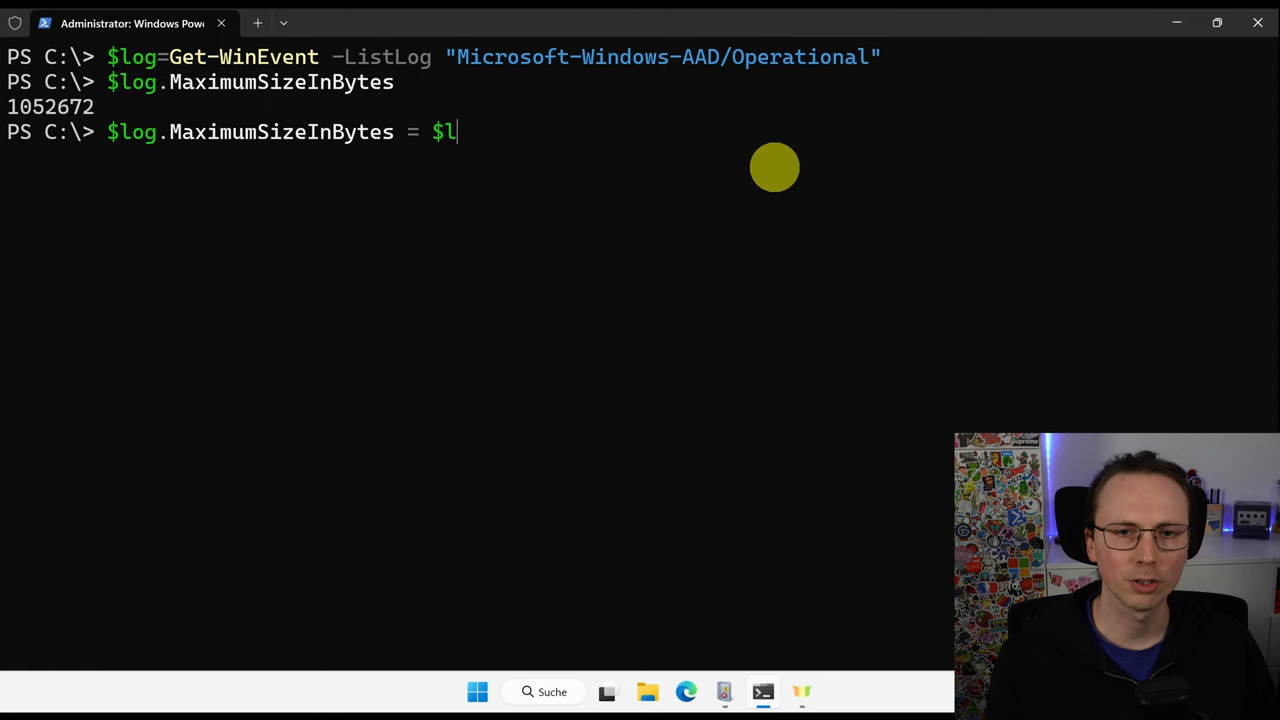 Administrator: Windows Pow
PS C:\> $log=Get-WinEvent -ListLog "Microsoft-Windows-AAD/Operational"
PS C:\> $log.MaximumSizeInBytes
1052672
PS C:\> $log.MaximumSizeInBytes = $l
Suche